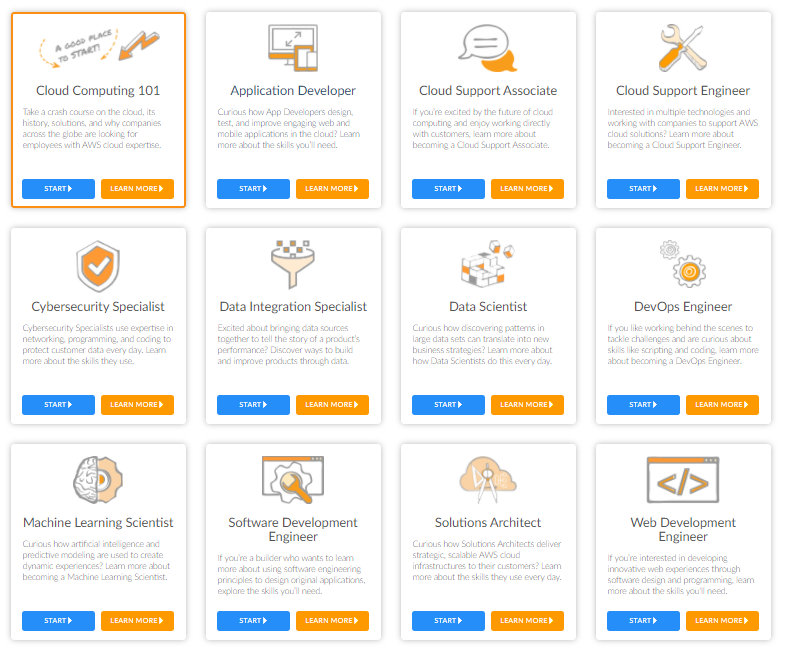 A GOOD PLACE
TO START!
Cloud Computing 101
Take a crash course on the cloud, its
history, solutions, and why companies
across the globe are looking for
employees with AWS cloud expertise.
START
LEARN MORE
Application Developer
Curious how App Developers design,
test, and improve engaging web and
mobile applications in the cloud? Learn
more about the skills you'll need.
START
LEARN MORE
Cloud Support Associate
If you're excited by the future of cloud
computing and enjoy working directly
with customers, learn more about
becoming a Cloud Support Associate.
START
LEARN MORE
Cloud Support Engineer
Interested in multiple technologies and
working with companies to support AWS
cloud solutions? Learn more about
becoming a Cloud Support Engineer.
START
LEARN MORE
Cybersecurity Specialist
Cybersecurity Specialists use expertise in
networking, programming, and coding to
protect customer data every day. Learn
more about the skills they use.
START
LEARN MORE
Data Integration Specialist
Excited about bringing data sources
together to tell the story of a product's
performance? Discover ways to build
and improve products through data.
START
LEARN MORE
Data Scientist
Curious how discovering patterns in
large data sets can translate into new
business strategies? Learn more about
how Data Scientists do this every day.
START
LEARN MORE
DevOps Engineer
If you like working behind the scenes to
tackle challenges and are curious about
skills like scripting and coding, learn more
about becoming a DevOps Engineer.
START
LEARN MORE
Machine Learning Scientist
Curious how artificial intelligence and
predictive modeling are used to create
dynamic experiences? Learn more about
becoming a Machine Learning Scientist.
START
LEARN MORE
Software Development
Engineer
If you're a builder who wants to learn
more about using software engineering
principles to design original applications,
explore the skills you'll need.
START
LEARN MORE
Solutions Architect
Curious how Solutions Architects deliver
strategic, scalable AWS cloud
infrastructures to their customers? Learn
more about the skills they use every day.
START
LEARN MORE
</>
Web Development
Engineer
If you're interested in developing
innovative web experiences through
software design and programming, learn
more about the skills you'll need.
START
LEARN MORE